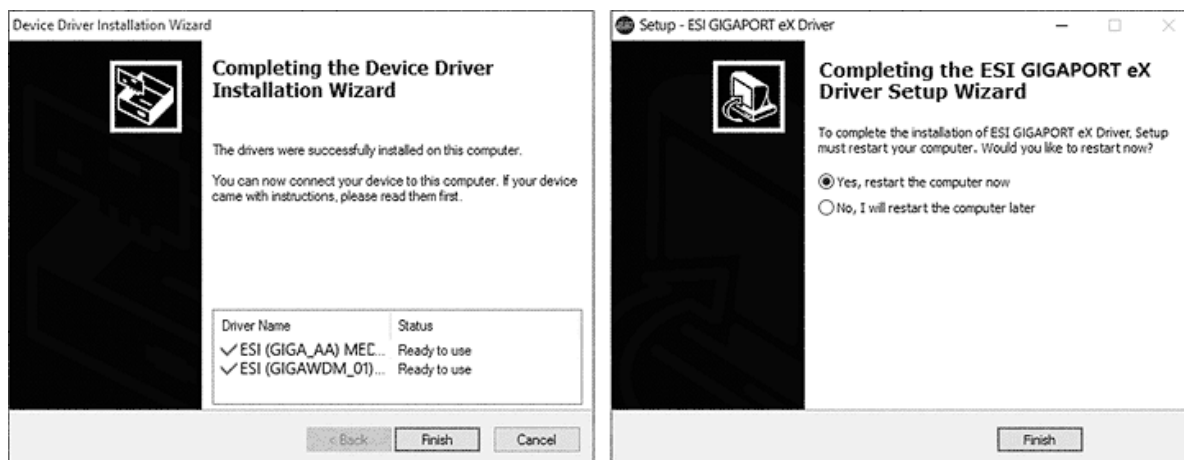 Device Driver Installation Wizard
Completing the Device Driver
Installation Wizard
The drivers were successfully installed on this computer.
You can now connect your device to this computer. If your device
came with instructions, please read them first.
Driver Name Status
ESI (GIGA_AA) MED... Ready to use
ESI (GIGAWDM_01)... Ready to use
< Back
Finish
Cancel
Setup - ESI GIGAPORT eX Driver
Completing the ESI GIGAPORT eX
Driver Setup Wizard
To complete the installation of ESI GIGAPORT eX Driver, Setup
must restart your computer. Would you like to restart now?
Yes, restart the computer now
No, I will restart the computer later
Finish